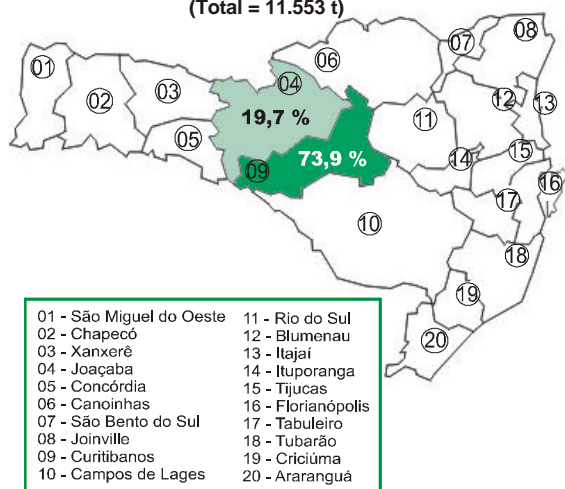 (Total = 11.553 t)
01
02
03
04
05
06
07
08
09
10
11
12
13
14
15
16
17
18
19
20
19,7 %
73,9 %
01 - São Miguel do Oeste
02 - Chapecó
03 - Xanxerê
04 - Joaçaba
05 - Concórdia
06 - Canoinhas
07 - São Bento do Sul
08 - Joinville
09 - Curitibanos
10 - Campos de Lages
11 - Rio do Sul
12 - Blumenau
13 - Itajaí
14 - Ituporanga
15 - Tijucas
16 - Florianópolis
17 - Tabuleiro
18 - Tubarão
19 - Criciúma
20 - Araranguá